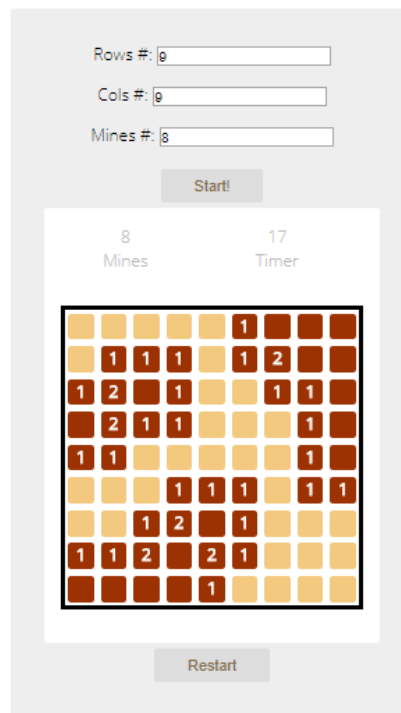 Rows #: 9
Cols #: 9
Mines #: 8
Start!
8 17
Mines Timer
1
1 1 1 1 2
1 2 1 1 1
2 1 1 1
1 1 1
1 1 1 1 1
1 2 1
1 1 2 2 1
1
Restart